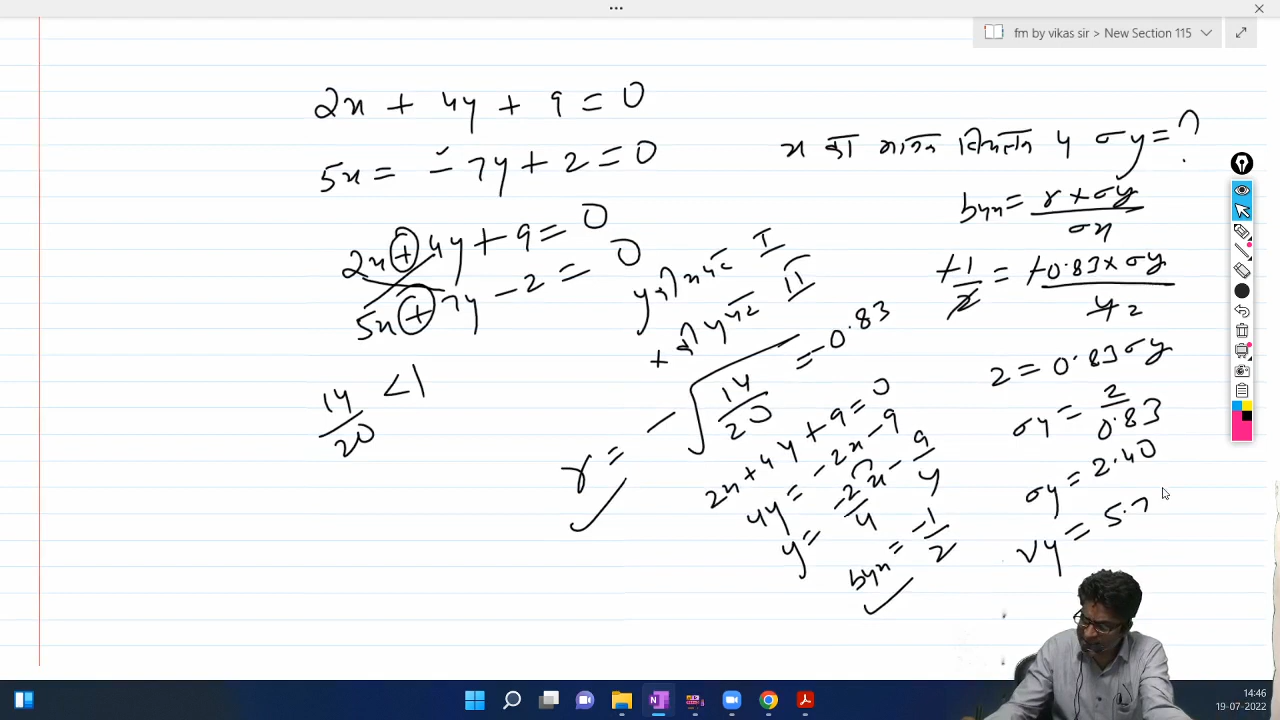 fm by vikas sir > New Section 115
2x + 4y + 9 = 0
5x = - 7y + 2 = 0
2x + 4y + 9 = 0
5x + 7y - 2 = 0
14/20 < 1
y का x पर I
x का y पर II
r = - √14/20 = -0.83
2x + 4y + 9 = 0
4y = -2x - 9
y = -2/4 x - 9/4
byx = -1/2
x का मानक विचलन 4 σy = ?
byx = r × σy / σx
+1/2 = +0.83 × σy / 4 2
2 = 0.83 σy
σy = 2/0.83
σy = 2.40
Vy = 5.7
14:46
19-07-2022